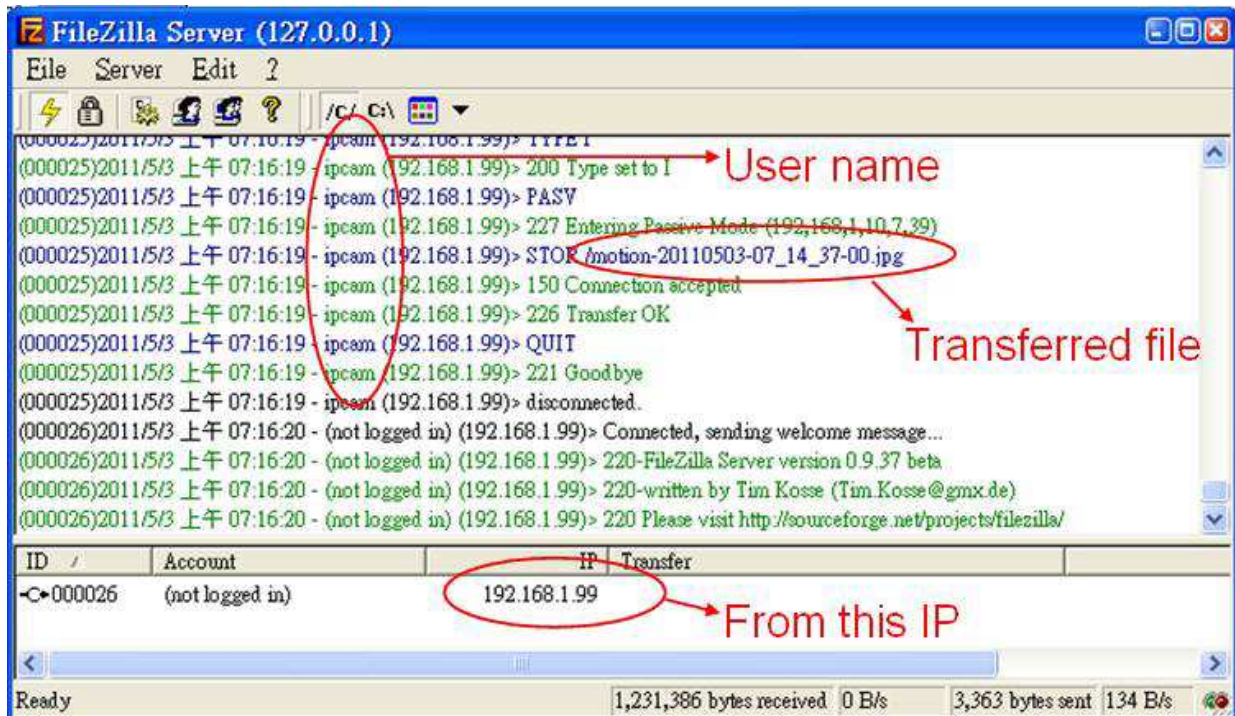 FileZilla Server (127.0.0.1)
File Server Edit ?
/C/ C:\
(000025)2011/5/3 上午 07:16:19 - ipcam (192.168.1.99)> TYPE I
(000025)2011/5/3 上午 07:16:19 - ipcam (192.168.1.99)> 200 Type set to I
User name
(000025)2011/5/3 上午 07:16:19 - ipcam (192.168.1.99)> PASV
(000025)2011/5/3 上午 07:16:19 - ipcam (192.168.1.99)> 227 Entering Passive Mode (192,168,1,10,7,39)
(000025)2011/5/3 上午 07:16:19 - ipcam (192.168.1.99)> STOR /motion-20110503-07_14_37-00.jpg
(000025)2011/5/3 上午 07:16:19 - ipcam (192.168.1.99)> 150 Connection accepted
(000025)2011/5/3 上午 07:16:19 - ipcam (192.168.1.99)> 226 Transfer OK
(000025)2011/5/3 上午 07:16:19 - ipcam (192.168.1.99)> QUIT
Transferred file
(000025)2011/5/3 上午 07:16:19 - ipcam (192.168.1.99)> 221 Goodbye
(000025)2011/5/3 上午 07:16:19 - ipcam (192.168.1.99)> disconnected.
(000026)2011/5/3 上午 07:16:20 - (not logged in) (192.168.1.99)> Connected, sending welcome message...
(000026)2011/5/3 上午 07:16:20 - (not logged in) (192.168.1.99)> 220-FileZilla Server version 0.9.37 beta
(000026)2011/5/3 上午 07:16:20 - (not logged in) (192.168.1.99)> 220-written by Tim Kosse (Tim.Kosse@gmx.de)
(000026)2011/5/3 上午 07:16:20 - (not logged in) (192.168.1.99)> 220 Please visit http://sourceforge.net/projects/filezilla/
ID / Account IP Transfer
000026 (not logged in) 192.168.1.99
From this IP
Ready 1,231,386 bytes received 0 B/s 3,363 bytes sent 134 B/s